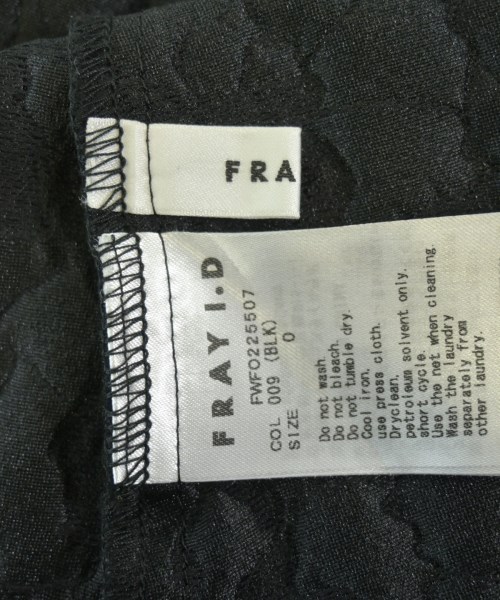 FRA
FRAY I.D
FWFO225507
COL 009 (BLK)
SIZE 0
Do not wash.
Do not bleach.
Do not tumble dry.
Cool iron.
use press cloth.
Dryclean.
petroleum solvent only.
short cycle.
Use the net when cleaning.
Wash the laundry
separately from
other laundry.